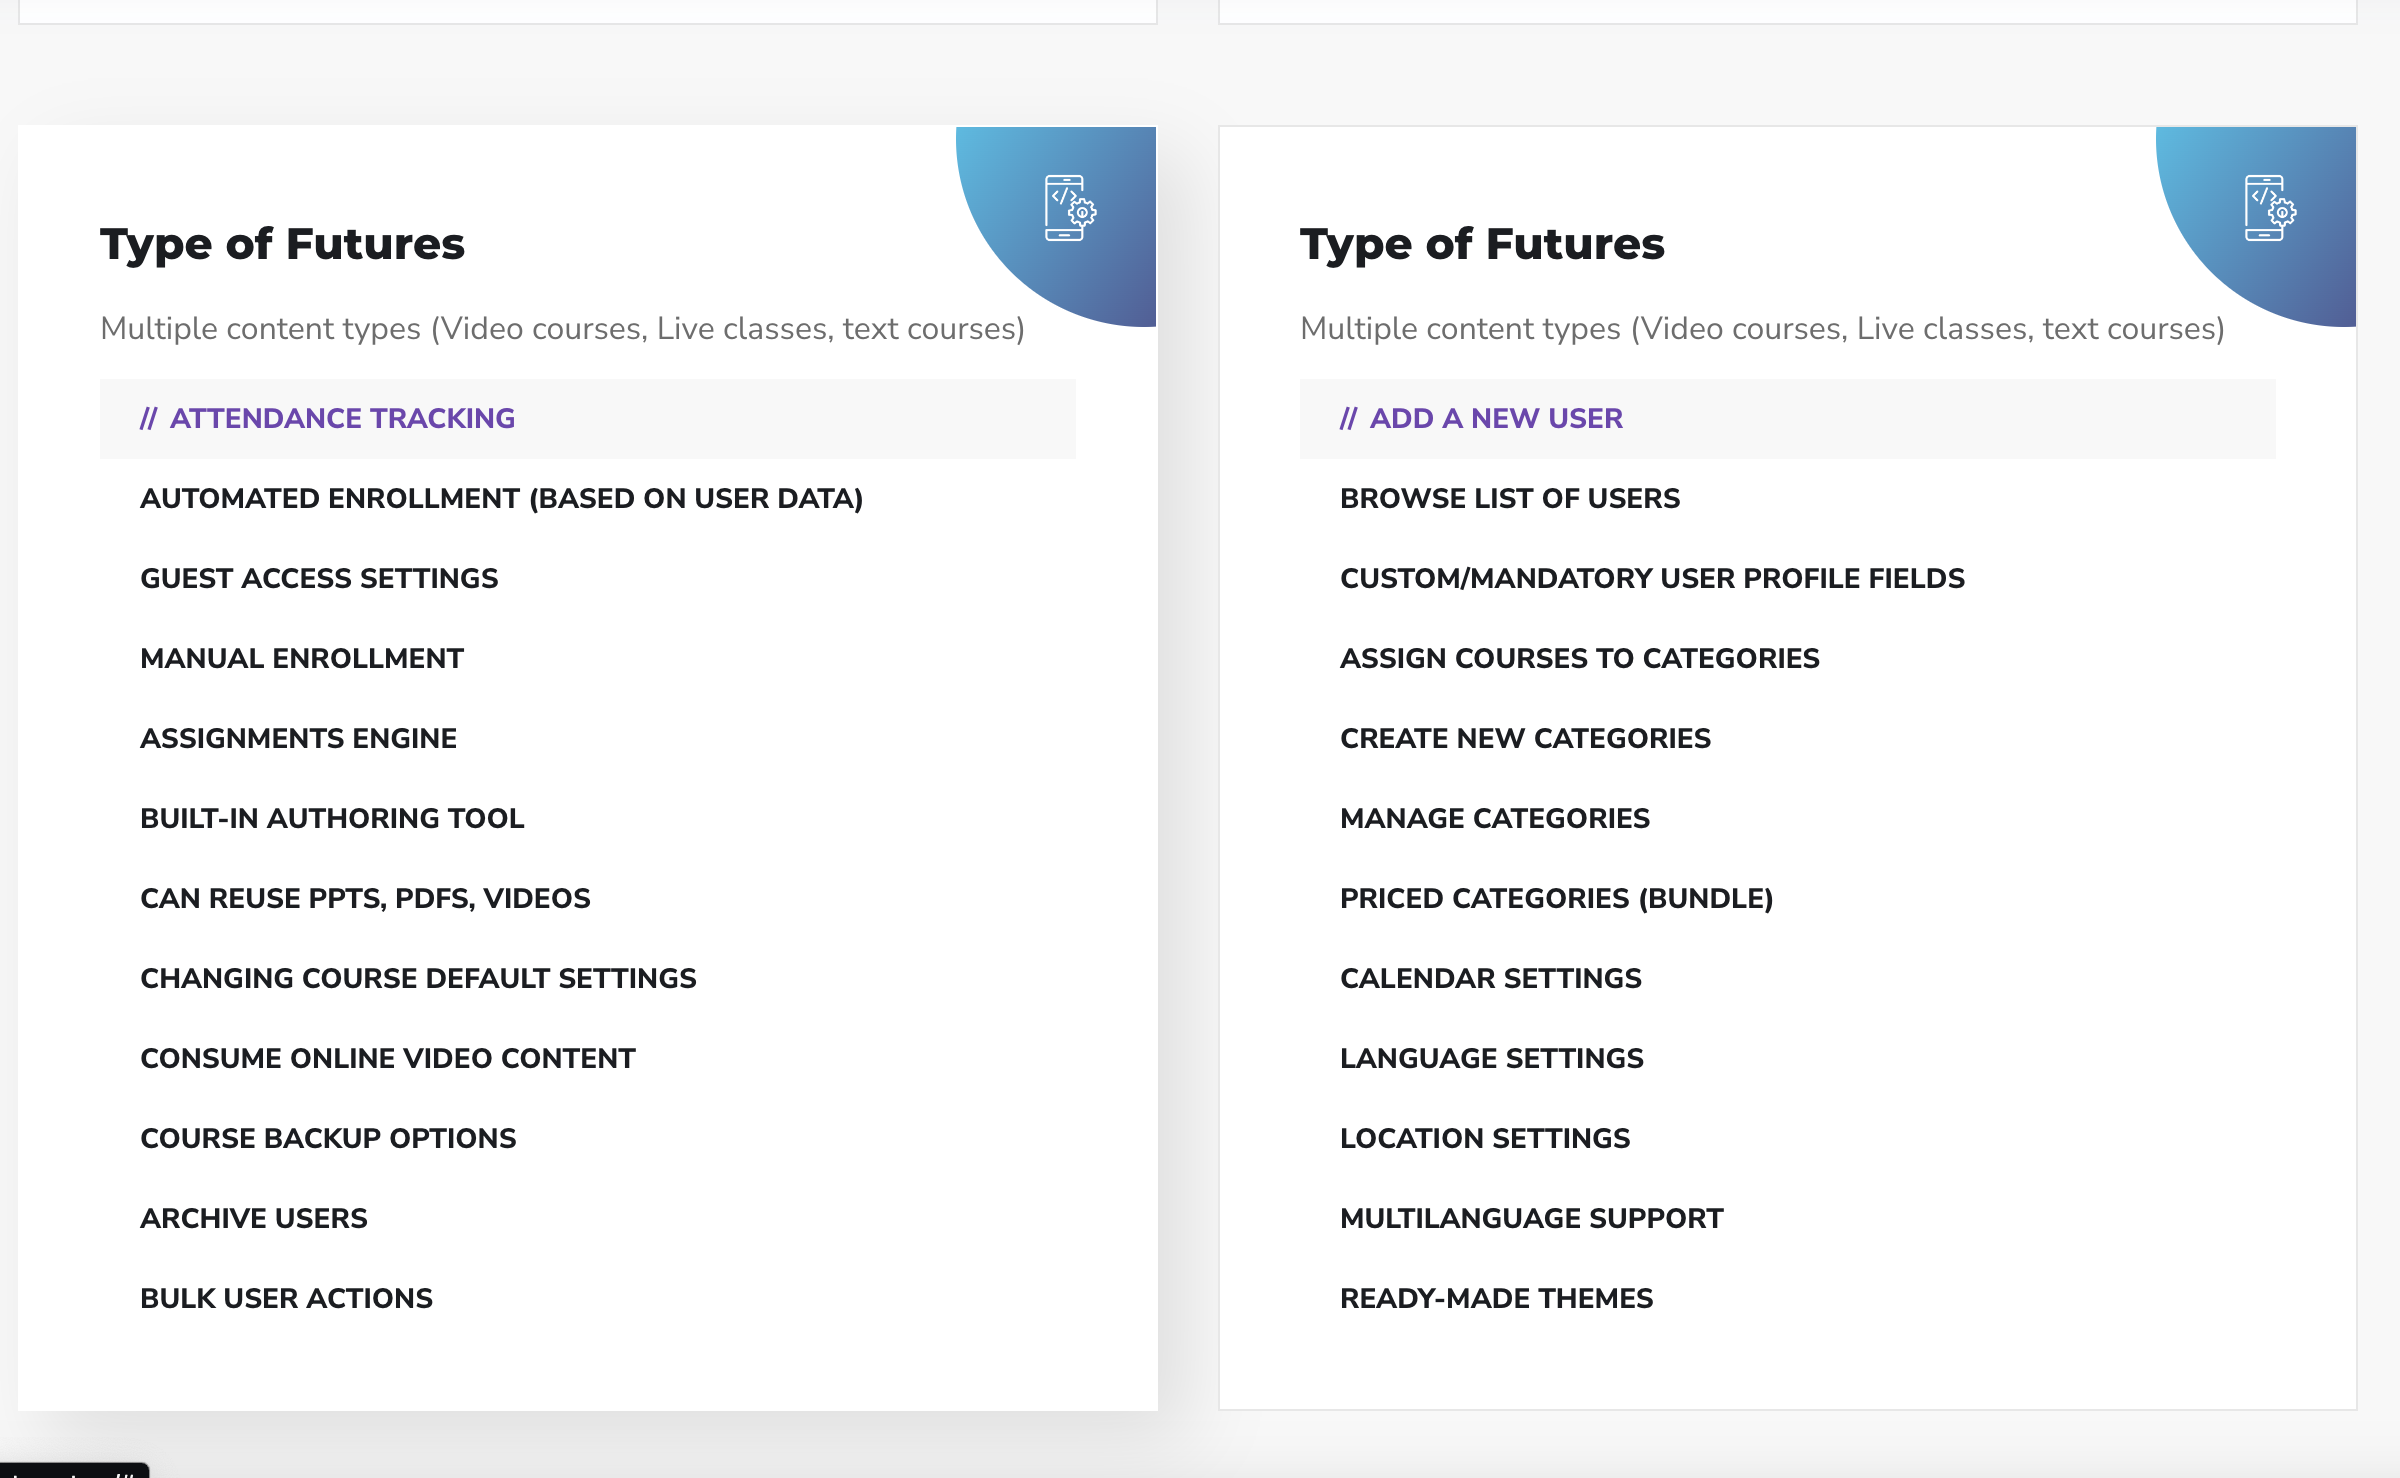 Type of Futures
Multiple content types (Video courses, Live classes, text courses)
// ATTENDANCE TRACKING
AUTOMATED ENROLLMENT (BASED ON USER DATA)
GUEST ACCESS SETTINGS
MANUAL ENROLLMENT
ASSIGNMENTS ENGINE
BUILT-IN AUTHORING TOOL
CAN REUSE PPTS, PDFS, VIDEOS
CHANGING COURSE DEFAULT SETTINGS
CONSUME ONLINE VIDEO CONTENT
COURSE BACKUP OPTIONS
ARCHIVE USERS
BULK USER ACTIONS
Type of Futures
Multiple content types (Video courses, Live classes, text courses)
// ADD A NEW USER
BROWSE LIST OF USERS
CUSTOM/MANDATORY USER PROFILE FIELDS
ASSIGN COURSES TO CATEGORIES
CREATE NEW CATEGORIES
MANAGE CATEGORIES
PRICED CATEGORIES (BUNDLE)
CALENDAR SETTINGS
LANGUAGE SETTINGS
LOCATION SETTINGS
MULTILANGUAGE SUPPORT
READY-MADE THEMES